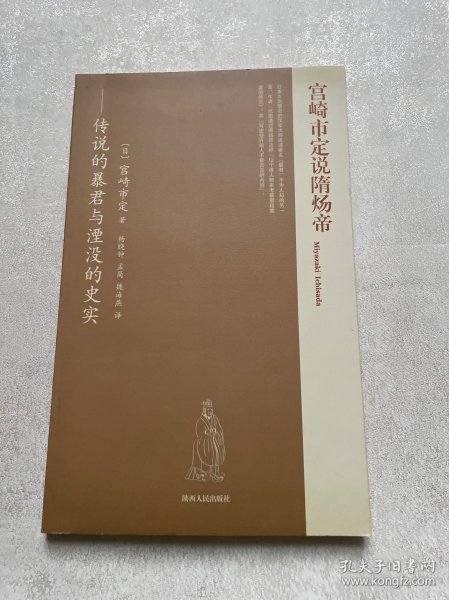 宫崎市定说隋炀帝
Miyazaki Ichisada
——传说的暴君与湮没的史实
〔日〕宫崎市定 著
杨晓钟 孟简 魏海燕 译
陕西人民出版社
孔夫子旧书网
www.kongfz.com